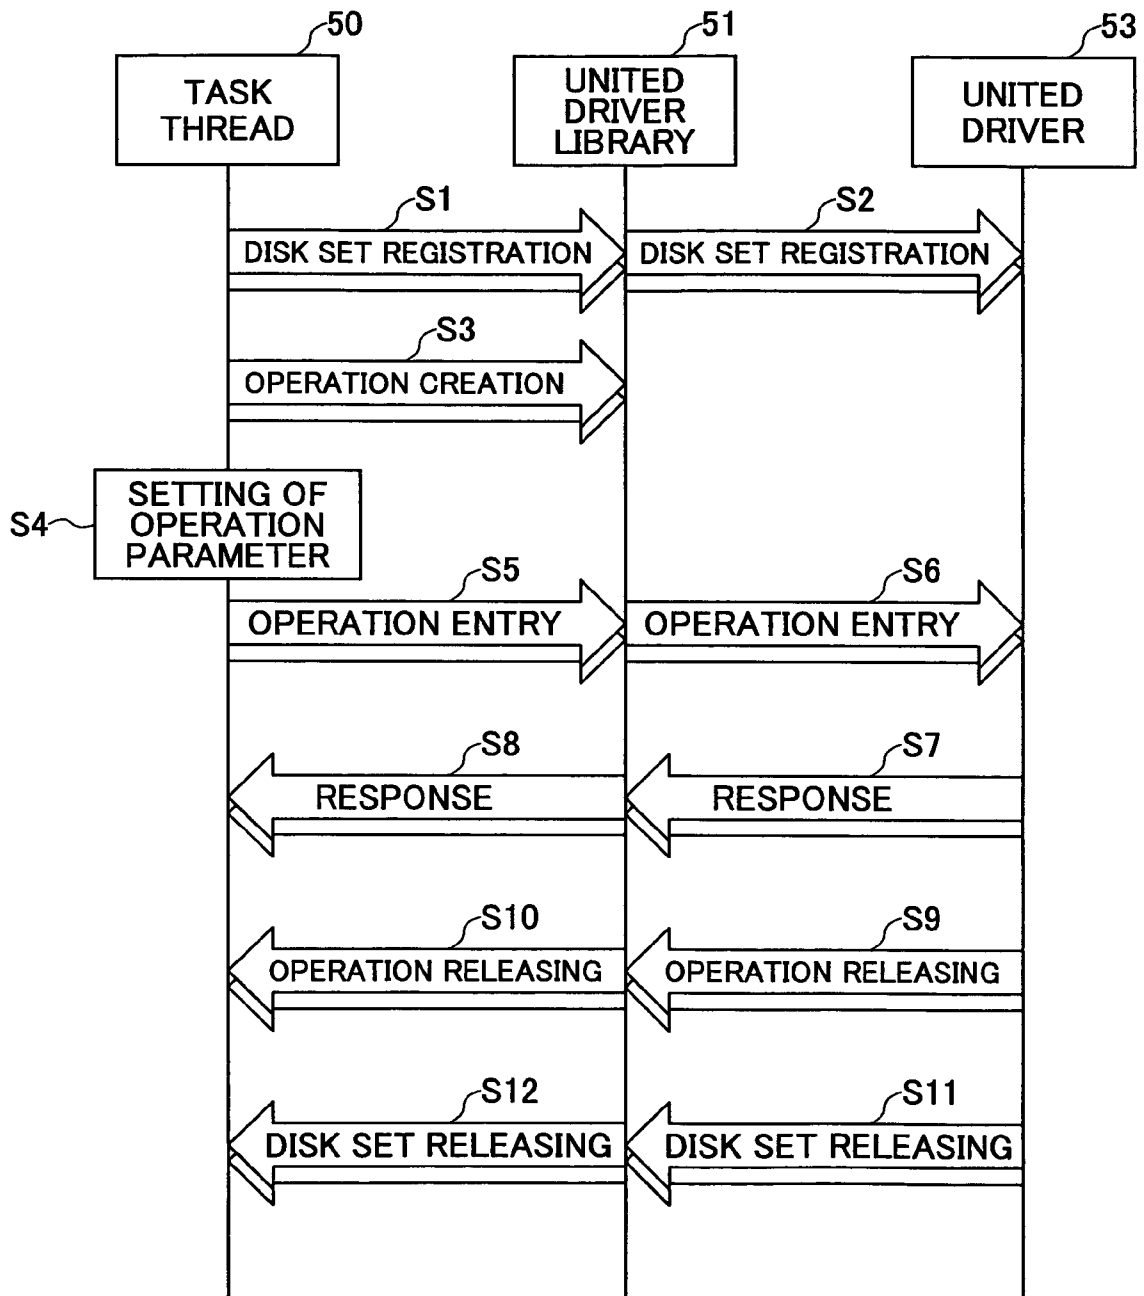 50
51
53
TASK
THREAD
UNITED
DRIVER
LIBRARY
UNITED
DRIVER
S1
S2
DISK SET REGISTRATION
DISK SET REGISTRATION
S3
OPERATION CREATION
S4
SETTING OF
OPERATION
PARAMETER
S5
S6
OPERATION ENTRY
OPERATION ENTRY
S8
S7
RESPONSE
RESPONSE
S10
S9
OPERATION RELEASING
OPERATION RELEASING
S12
S11
DISK SET RELEASING
DISK SET RELEASING